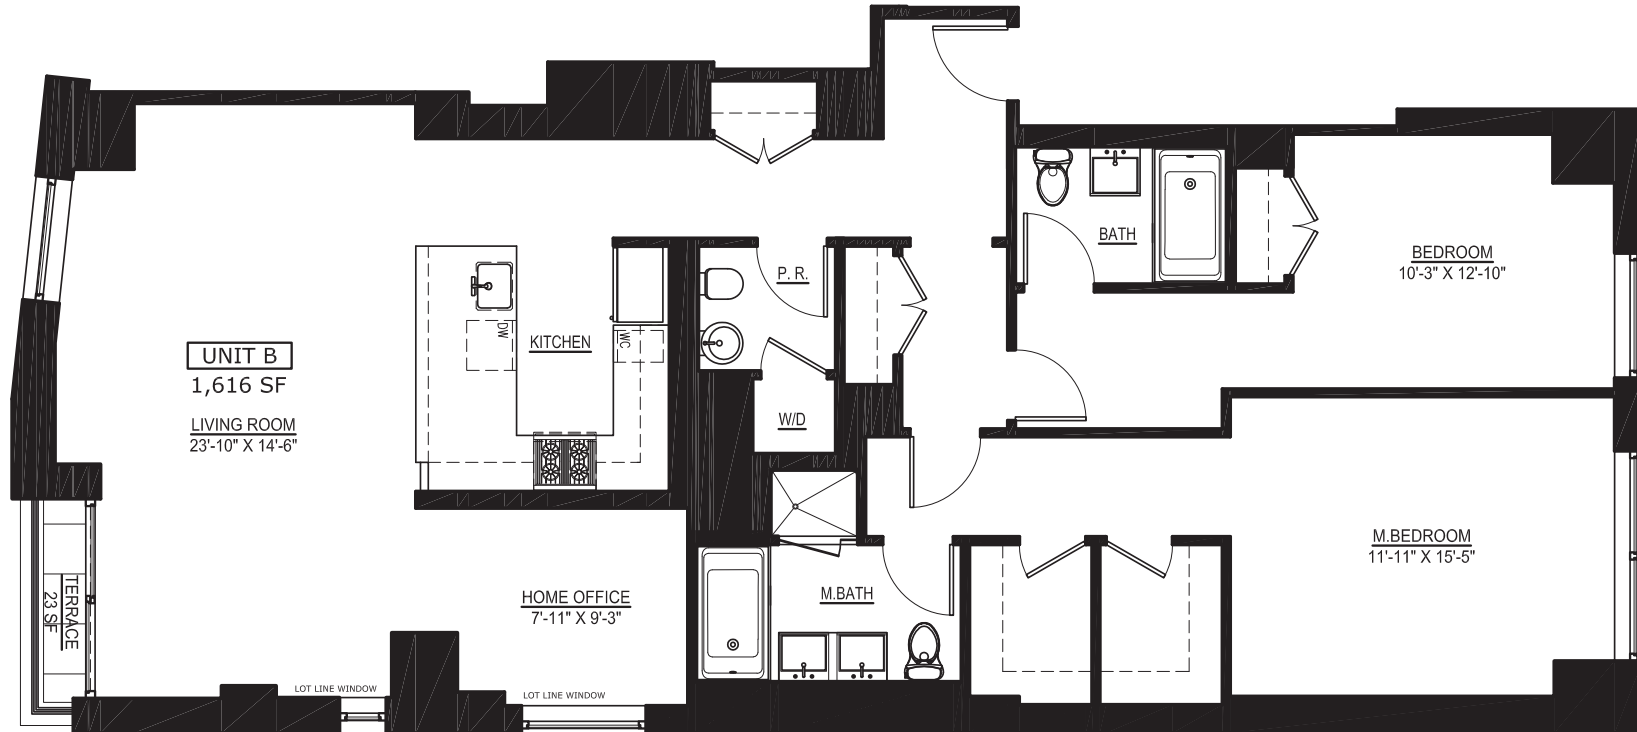 UNIT B
1,616 SF
LIVING ROOM
23'-10" X 14'-6"
KITCHEN
DW
WC
P. R.
W/D
BATH
BEDROOM
10'-3" X 12'-10"
M.BEDROOM
11'-11" X 15'-5"
M.BATH
HOME OFFICE
7'-11" X 9'-3"
TERRACE
23 SF
LOT LINE WINDOW
LOT LINE WINDOW